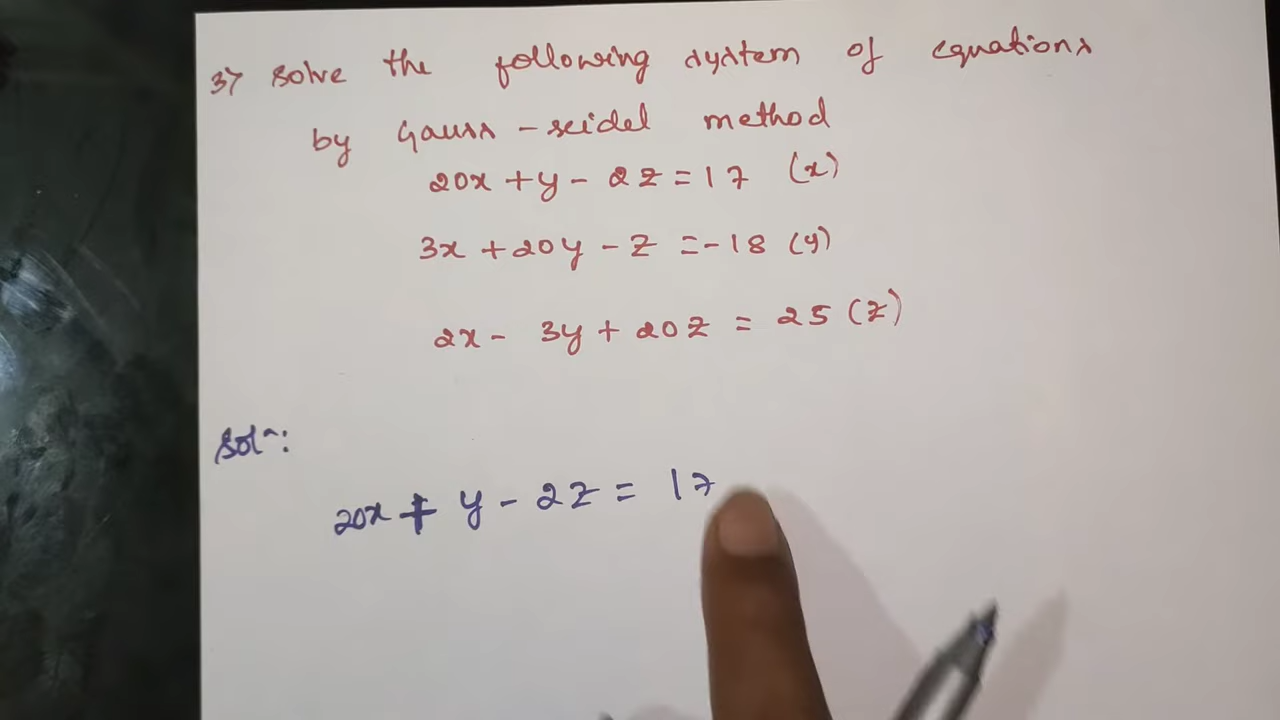 3) Solve the following system of equations
by Gauss-seidel method
20x + y - 2z = 17 (x)
3x + 20y - z = -18 (y)
2x - 3y + 20z = 25 (z)
Solⁿ:
20x + y - 2z = 17